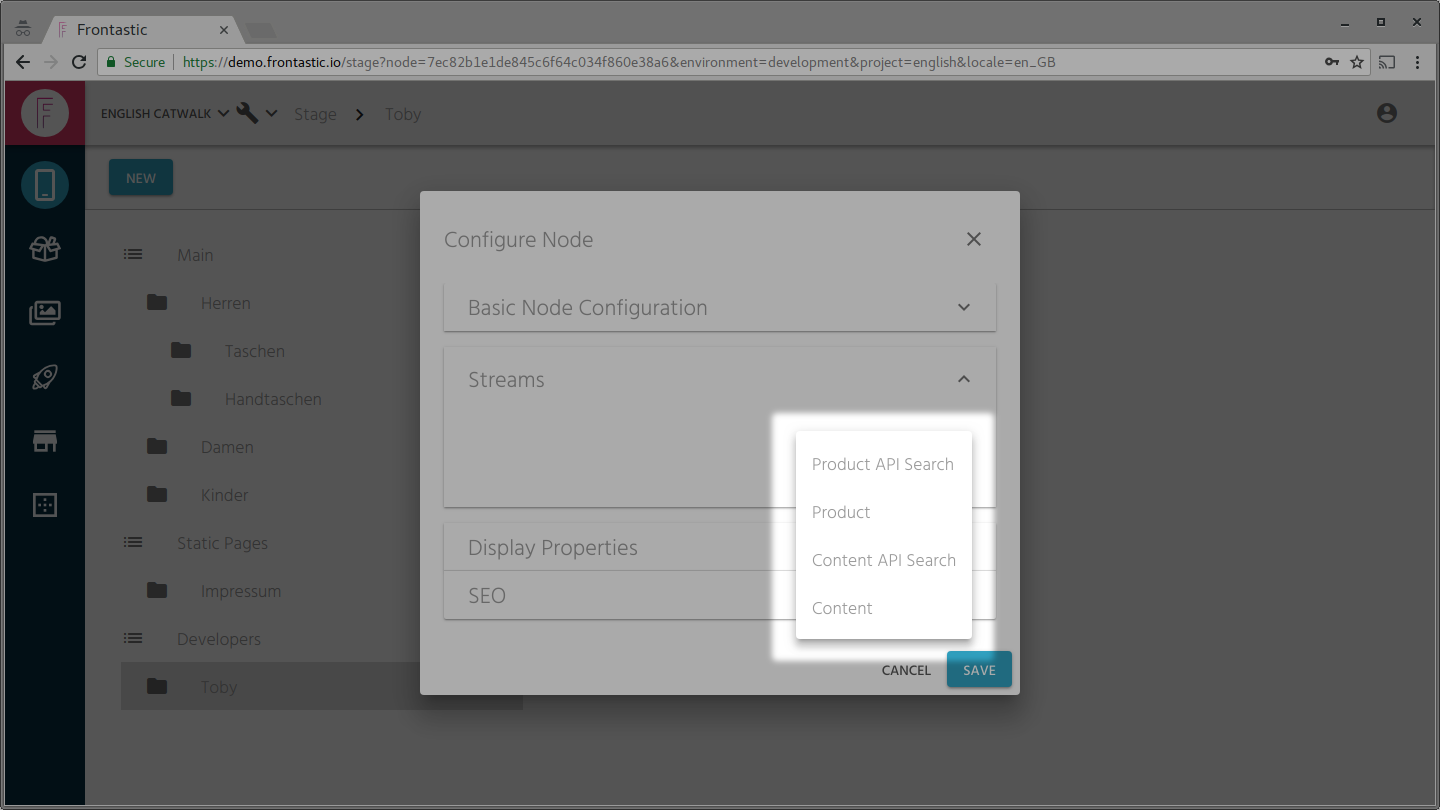 Frontastic
Secure https://demo.frontastic.io/stage?node=7ec82b1e1de845c6f64c034f860e38a6&environment=development&project=english&locale=en_GB
ENGLISH CATWALK Stage Toby
NEW
Main
Herren
Taschen
Handtaschen
Damen
Kinder
Static Pages
Impressum
Developers
Toby
Configure Node
Basic Node Configuration
Streams
Product API Search
Product
Content API Search
Content
Display Properties
SEO
CANCEL SAVE